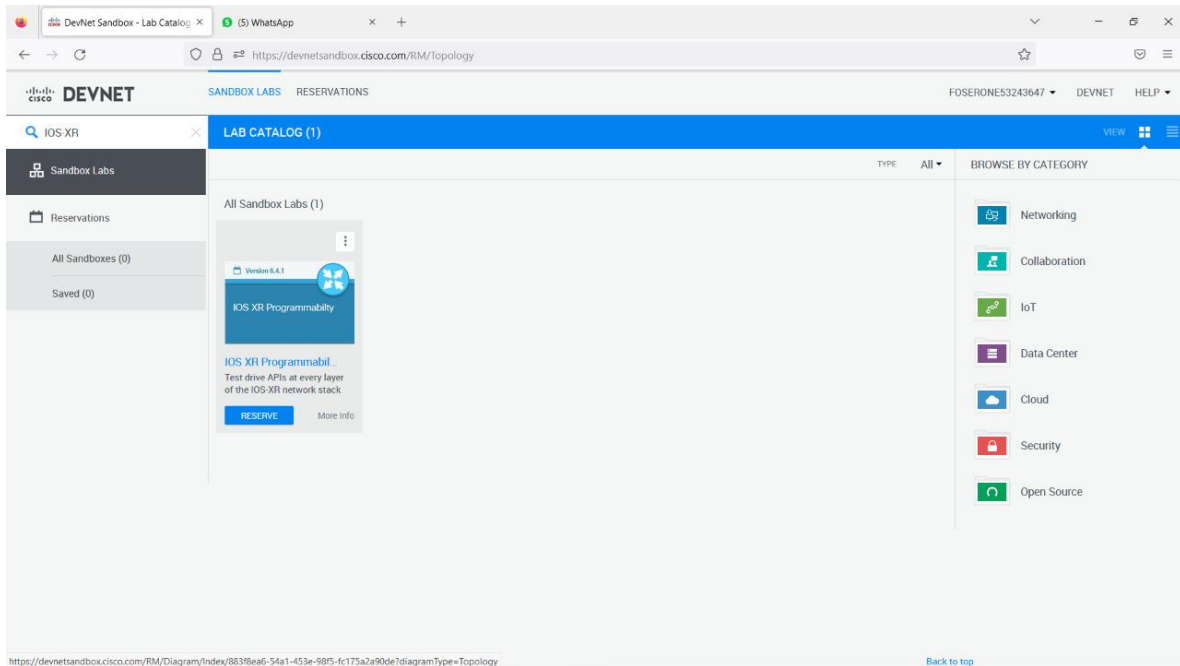 DevNet Sandbox - Lab Catalog
(5) WhatsApp
https://devnetsandbox.cisco.com/RM/Topology
CISCO DEVNET
SANDBOX LABS RESERVATIONS
FOSERONE53243647 DEVNET HELP
IOS-XR
LAB CATALOG (1)
VIEW
Sandbox Labs
TYPE All
BROWSE BY CATEGORY
Reservations
All Sandboxes (0)
Saved (0)
All Sandbox Labs (1)
Version 6.4.1
IOS XR Programmabilty
IOS XR Programmabil...
Test drive APIs at every layer
of the IOS-XR network stack
RESERVE More Info
Networking
Collaboration
IoT
Data Center
Cloud
Security
Open Source
https://devnetsandbox.cisco.com/RM/Diagram/Index/883f8ea6-54a1-453e-98f5-fc175a2a90de?diagramType=Topology
Back to top